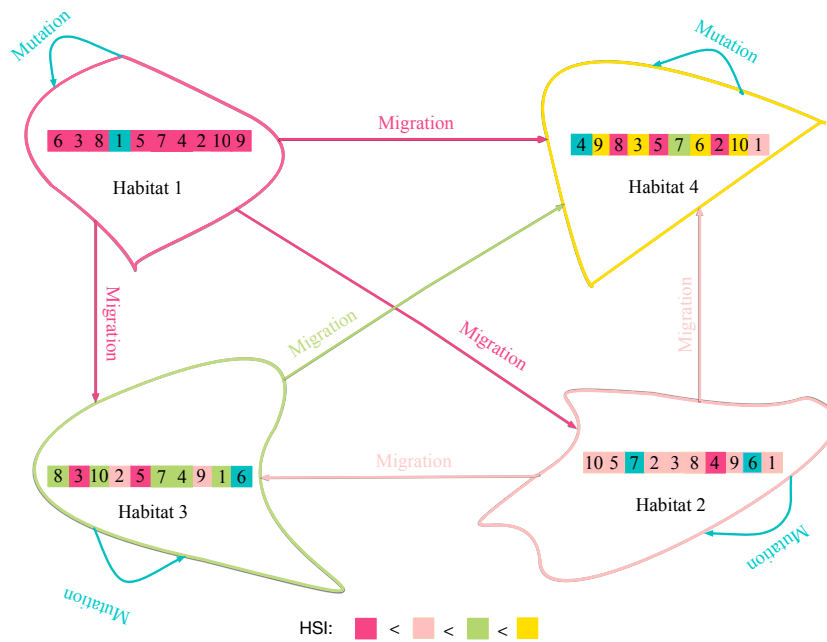 Mutation
Mutation
6 3 8 1 5 7 4 2 10 9
Migration
4 9 8 3 5 7 6 2 10 1
Habitat 1
Habitat 4
Migration
Migration
Migration
Migration
8 3 10 2 5 7 4 9 1 6
Migration
10 5 7 2 3 8 4 9 6 1
Habitat 3
Habitat 2
Mutation
Mutation
HSI: < < <